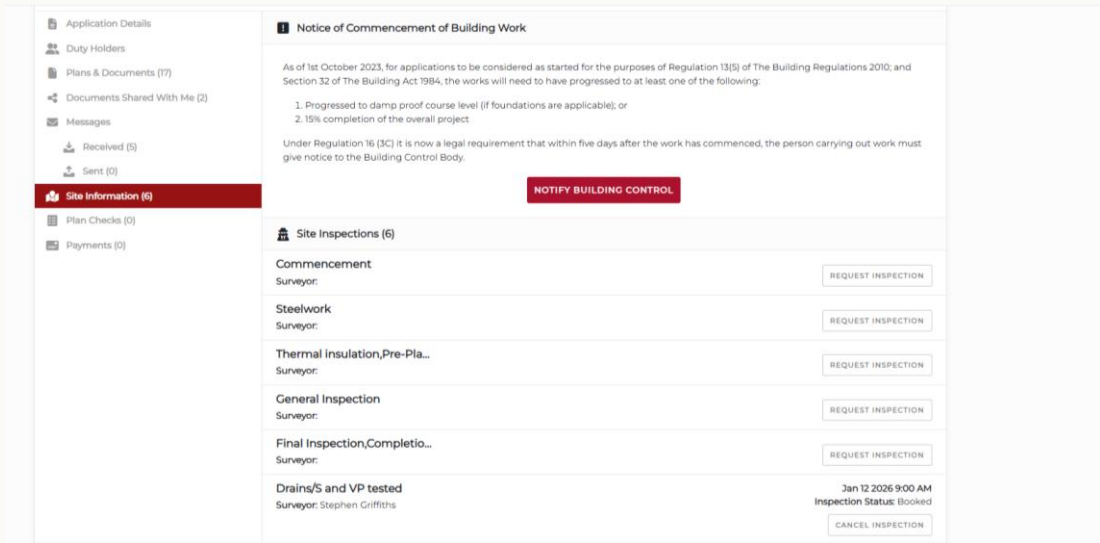 Application Details
Duty Holders
Plans & Documents (17)
Documents Shared With Me (2)
Messages
Received (5)
Sent (0)
Site Information (6)
Plan Checks (0)
Payments (0)
Notice of Commencement of Building Work
As of 1st October 2023, for applications to be considered as started for the purposes of Regulation 13(5) of The Building Regulations 2010; and
Section 32 of The Building Act 1984, the works will need to have progressed to at least one of the following:
1. Progressed to damp proof course level (if foundations are applicable); or
2. 15% completion of the overall project
Under Regulation 16 (3C) it is now a legal requirement that within five days after the work has commenced, the person carrying out work must
give notice to the Building Control Body.
NOTIFY BUILDING CONTROL
Site Inspections (6)
Commencement
Surveyor:
REQUEST INSPECTION
Steelwork
Surveyor:
REQUEST INSPECTION
Thermal insulation,Pre-Pla...
Surveyor:
REQUEST INSPECTION
General Inspection
Surveyor:
REQUEST INSPECTION
Final Inspection,Completio...
Surveyor:
REQUEST INSPECTION
Drains/S and VP tested
Surveyor: Stephen Griffiths
Jan 12 2026 9:00 AM
Inspection Status: Booked
CANCEL INSPECTION